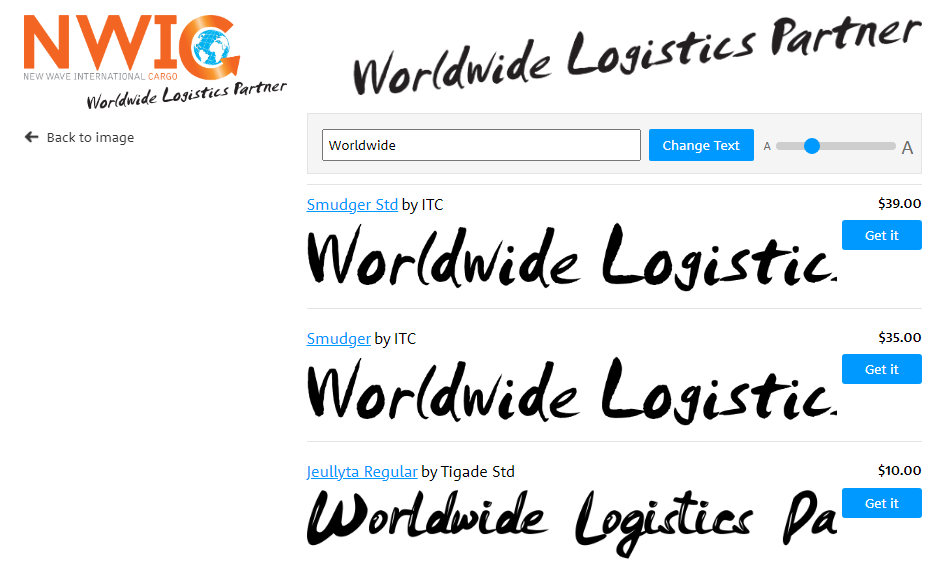 NWIC
NEW WAVE INTERNATIONAL CARGO
Worldwide Logistics Partner
Worldwide Logistics Partner
Back to image
Worldwide
Change Text
A
A
Smudger Std by ITC
$39.00
Worldwide Logistic
Get it
Smudger by ITC
$35.00
Worldwide Logistic
Get it
Jeullyta Regular by Tigade Std
$10.00
Worldwide Logistics Pa
Get it